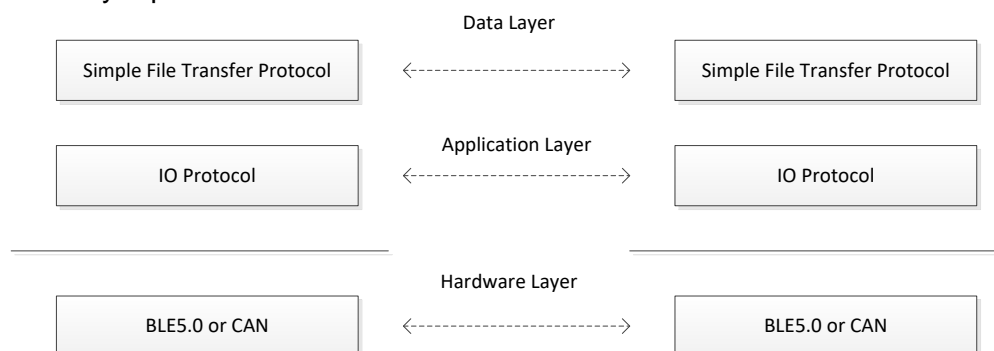 Data Layer
Simple File Transfer Protocol
Simple File Transfer Protocol
Application Layer
IO Protocol
IO Protocol
Hardware Layer
BLE5.0 or CAN
BLE5.0 or CAN